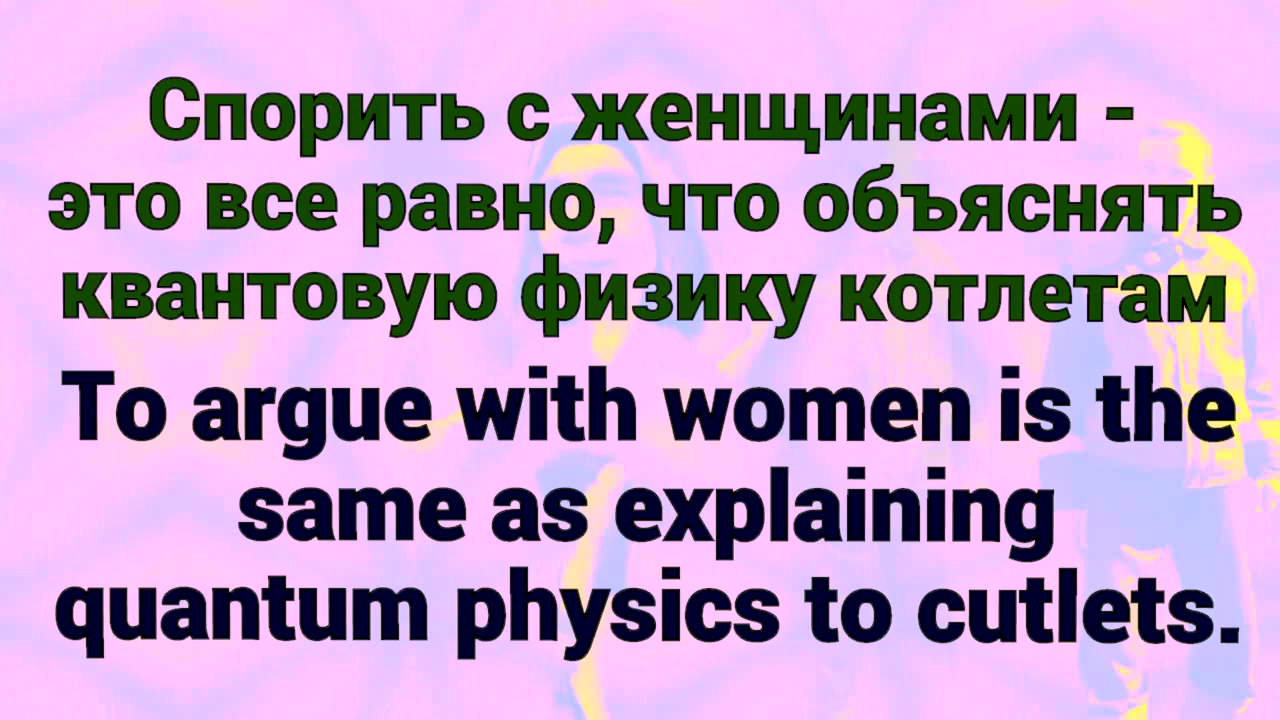 Спорить с женщинами -
это все равно, что объяснять
квантовую физику котлетам
To argue with women is the
same as explaining
quantum physics to cutlets.